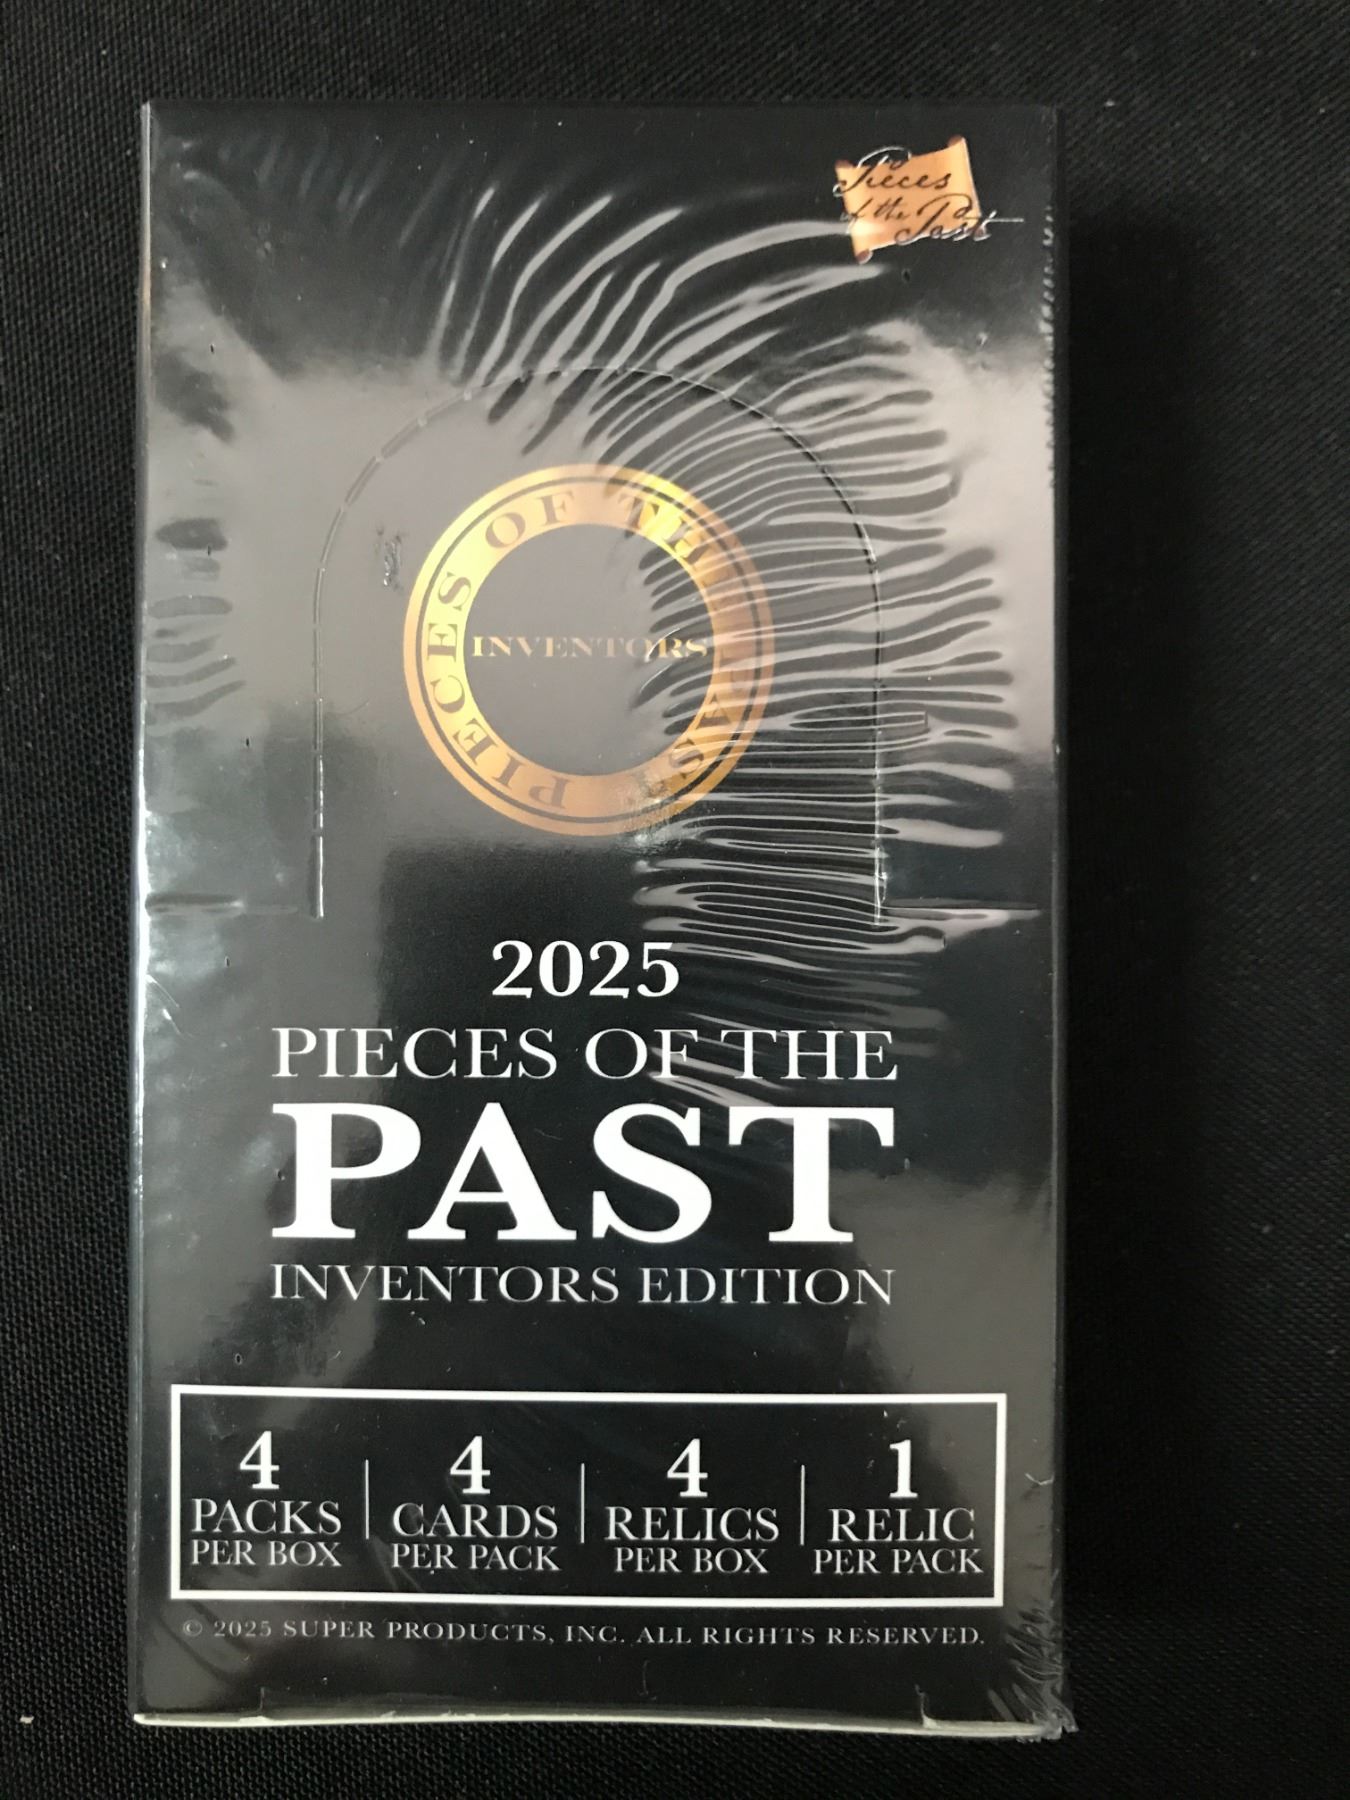 Pieces
of the Past
PIECES OF THE PAST
INVENTORS
2025
PIECES OF THE
PAST
INVENTORS EDITION
4
PACKS
PER BOX
4
CARDS
PER PACK
4
RELICS
PER BOX
1
RELIC
PER PACK
© 2025 SUPER PRODUCTS, INC. ALL RIGHTS RESERVED.